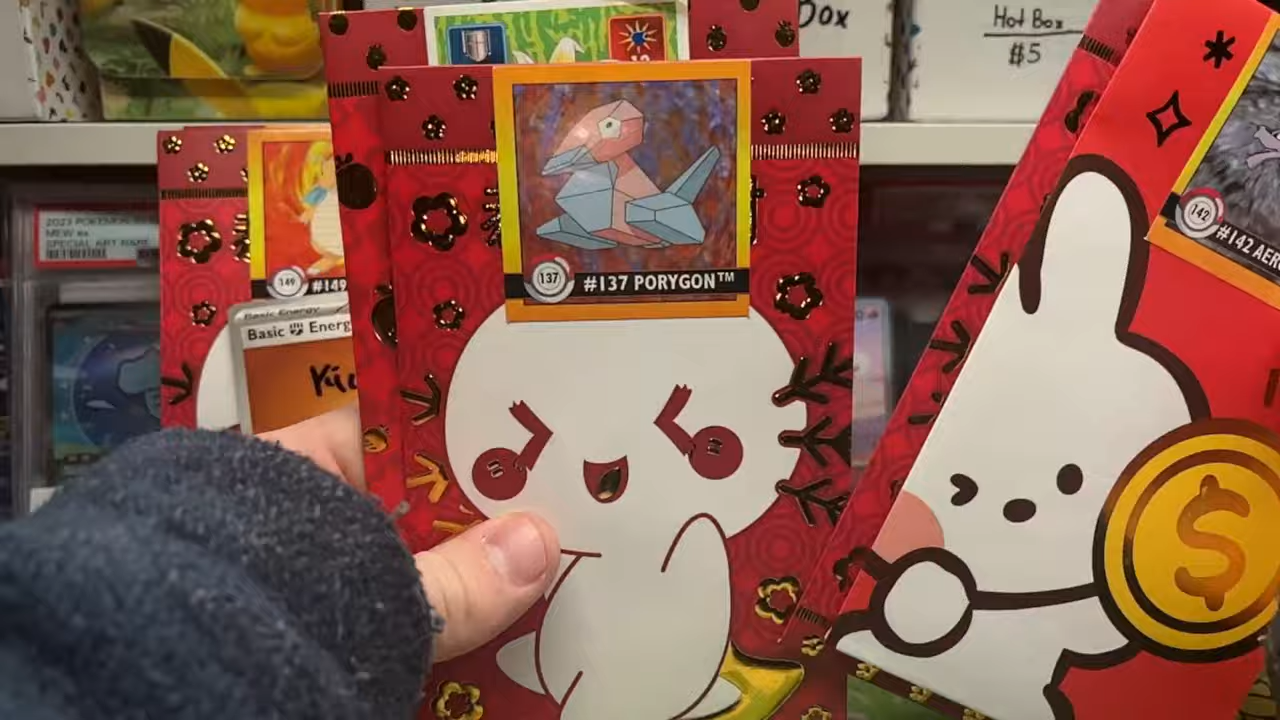 Box
Hot Box
$5
2023 POKEMON
MEW ex
SPECIAL ART RARE
149
#149
Basic Energy
Basic Energy
137
#137 PORYGON™
142
#142 AER
$